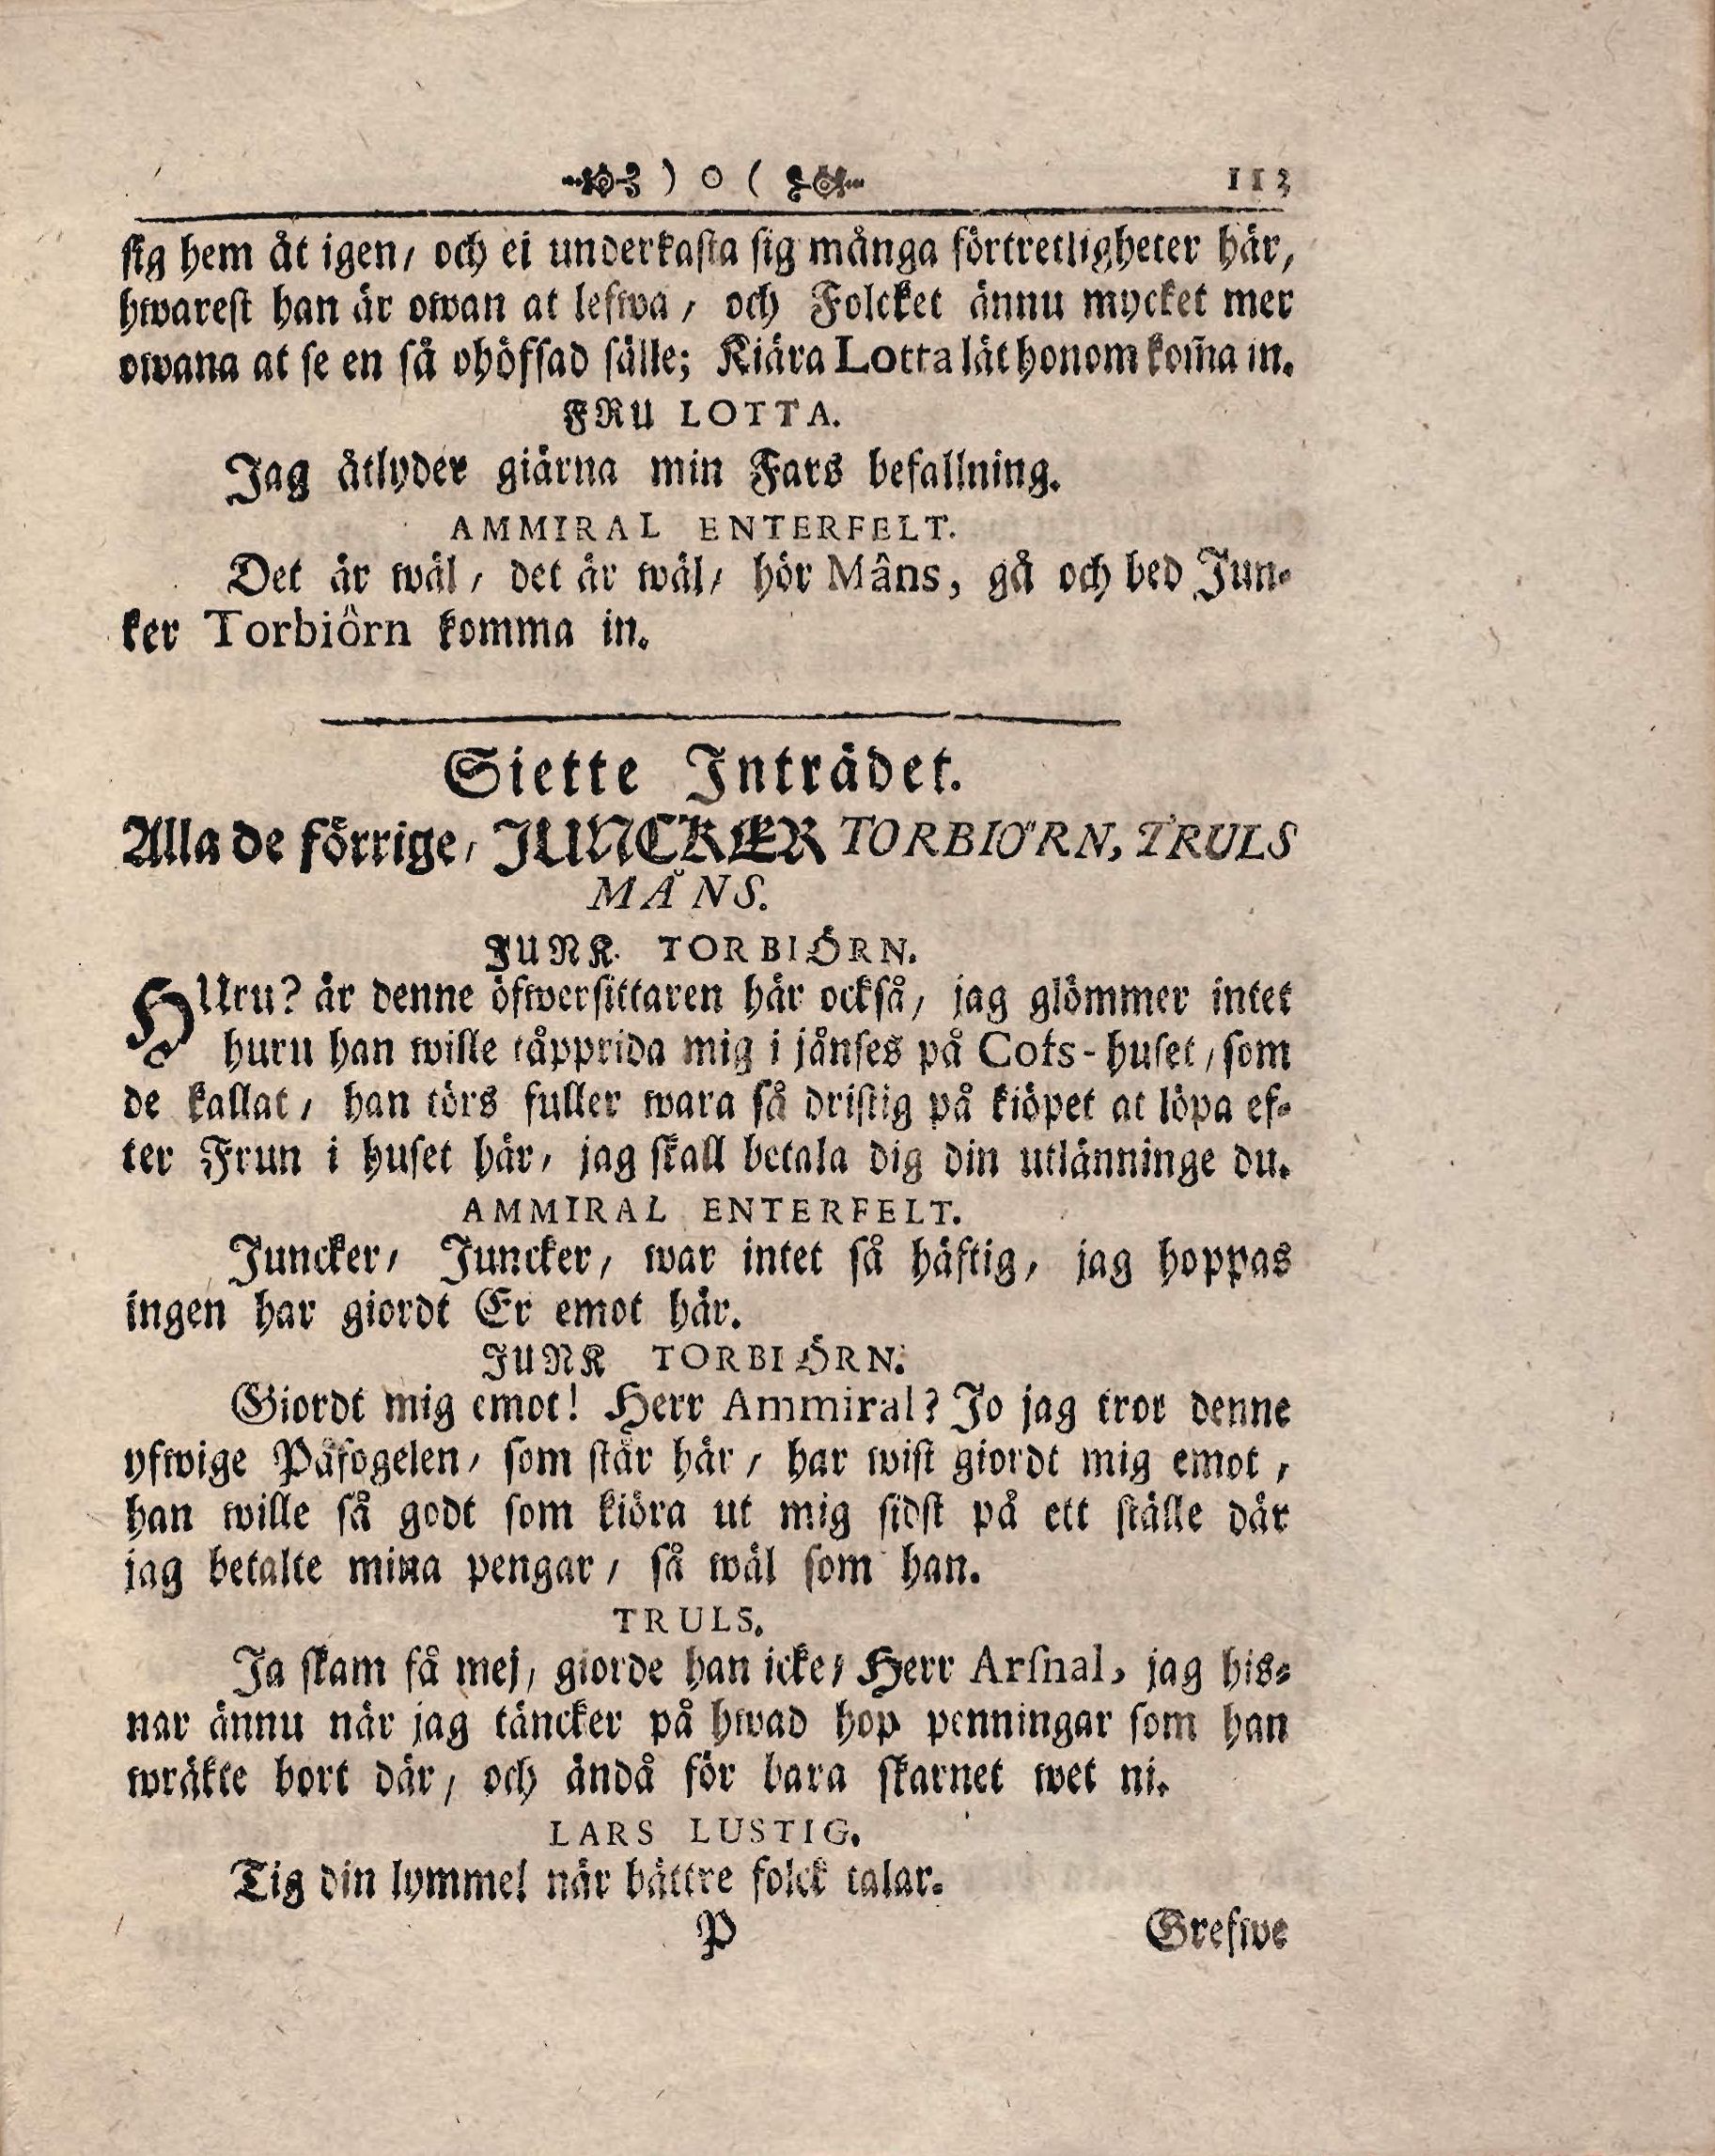 ) o ( 113
sig hem åt igen/ och ei underkasta sig många förtretligheter här,
hwarest han är owan at lefwa / och Folcket ännu mycket mer
owana at se en så ohöfsad sälle; Kiära Lotta lät honom kom̃a in.
FRU LOTTA.
Jag åtlyder giärna min Fars befallning.
AMMIRAL ENTERFELT.
Det är wäl / det är wäl/ hör Mâns, gå och bed Jun-
ker Torbiörn komma in.
Siette Inträdet.
Alla de förrige/ JUNCKER TORBIÖRN, TRULS
MÅNS.
JUNK. TORBIÖRN.
HUru? är denne öfwersittaren här också/ jag glömmer intet
huru han wille tåpprida mig i jånses på Cofs-huset/ som
de kallat/ han törs fuller wara så dristig på kiöpet at löpa ef-
ter Frun i huset här/ jag skall betala dig din utlänninge du.
AMMIRAL ENTERFELT.
Juncker/ Juncker/ war intet så häftig/ jag hoppas
ingen har giordt Er emot här.
JUNK TORBIÖRN.
Giordt mig emot! Herr Ammiral? Jo jag tror denne
yfwige Påfogelen/ som står här/ har wist giordt mig emot/
han wille så godt som kiöra ut mig sidst på ett ställe där
jag betalte mina pengar/ så wäl som han.
TRULS.
Ja skam få mej/ giorde han icke/ Herr Arsnal, jag his-
nar ännu när jag täncker på hwad hop penningar som han
wräkte bort där/ och ändå för bara skarnet wet ni.
LARS LUSTIG.
Tig din lymmel när bättre folck talar.
P Grefwe